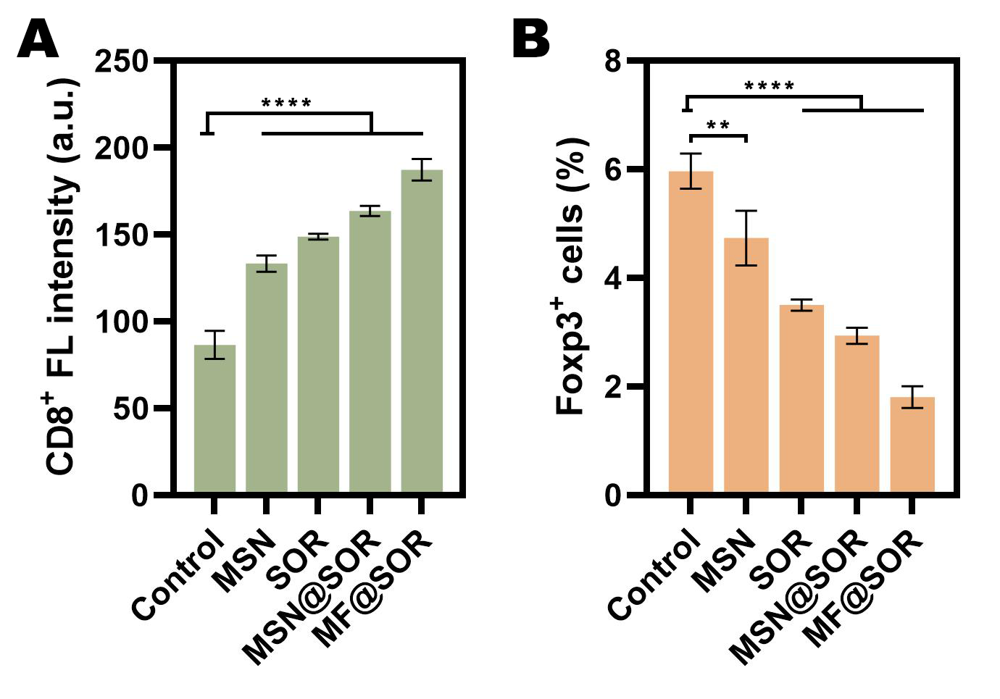 A
250
200
150
100
50
0
CD8⁺ FL intensity (a.u.)
****
Control
MSN
SOR
MSN@SOR
MF@SOR
B
8
6
4
2
0
Foxp3⁺ cells (%)
****
**
Control
MSN
SOR
MSN@SOR
MF@SOR